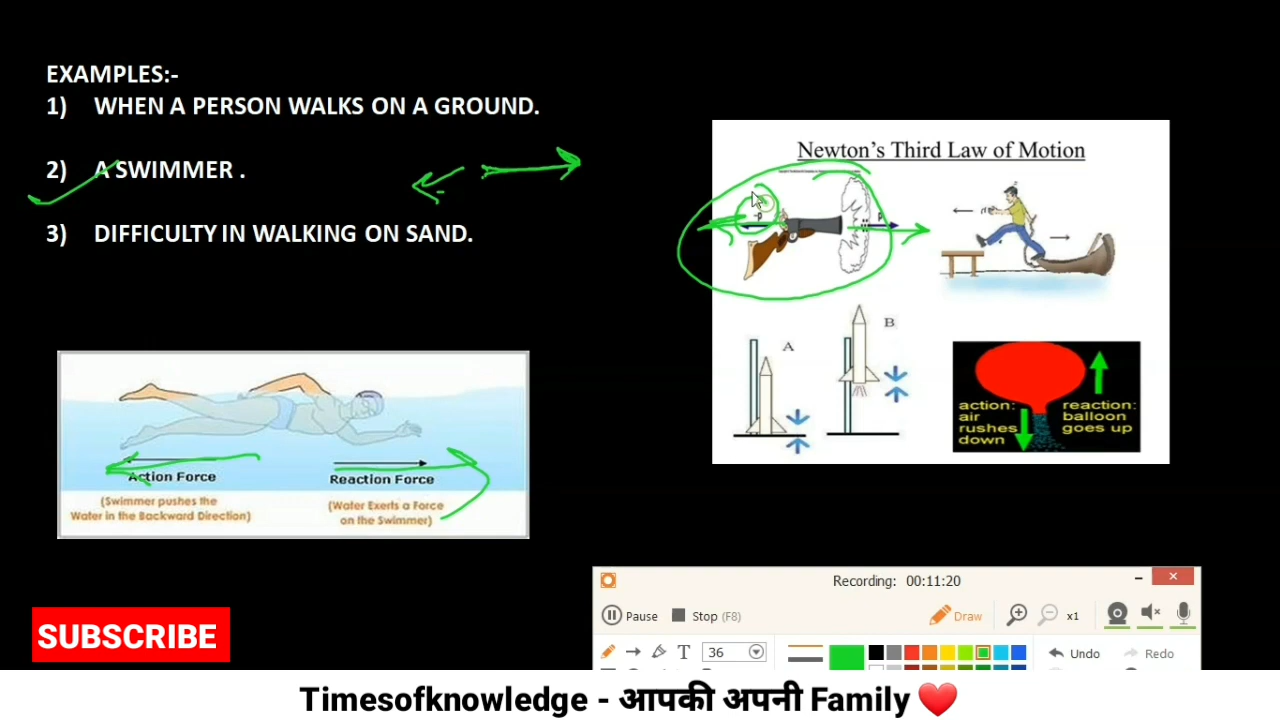 EXAMPLES:-
1) WHEN A PERSON WALKS ON A GROUND.
2) A SWIMMER .
3) DIFFICULTY IN WALKING ON SAND.
Newton's Third Law of Motion
-P
P
A
B
action:
air
rushes
down
reaction:
balloon
goes up
Action Force
(Swimmer pushes the
Water in the Backward Direction)
Reaction Force
(Water Exerts a Force
on the Swimmer)
Recording: 00:11:20
Pause
Stop (F8)
Draw
x1
T
36
Undo
Redo
SUBSCRIBE
Timesofknowledge - आपकी अपनी Family